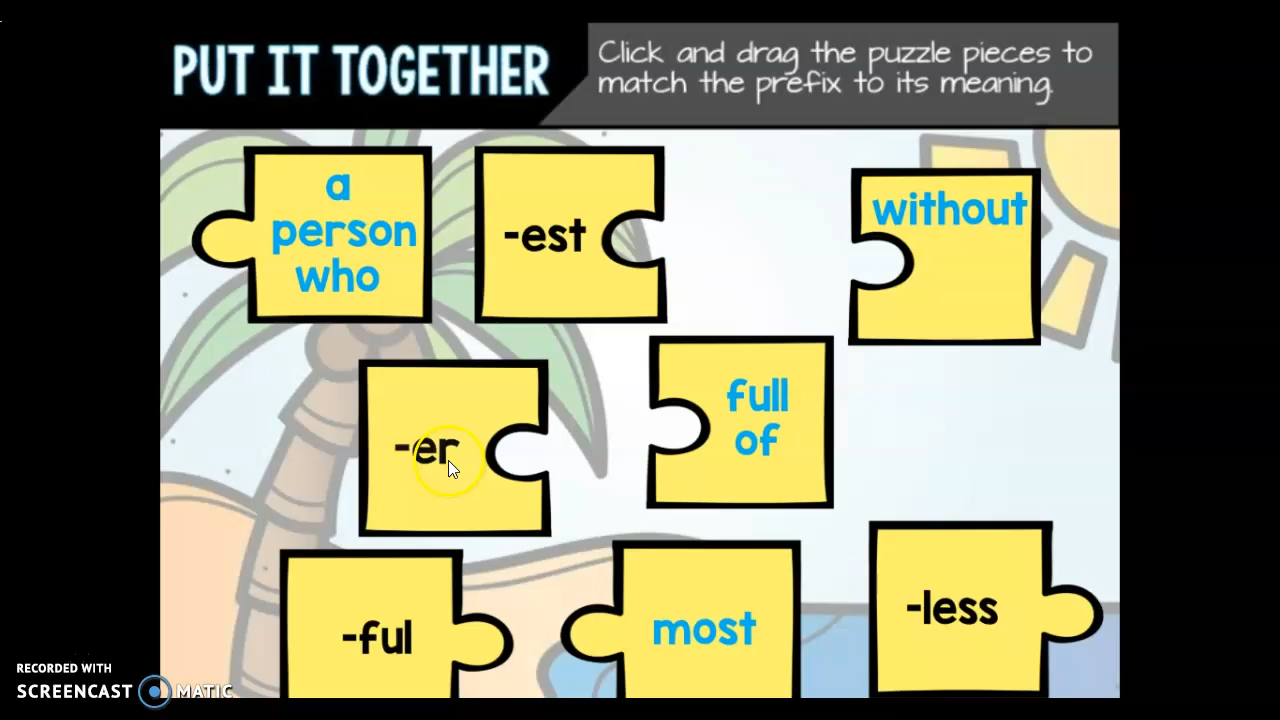 PUT IT TOGETHER
Click and drag the puzzle pieces to
match the prefix to its meaning.
a
person
who
-est
without
-er
full
of
-ful
most
-less
RECORDED WITH
SCREENCAST MATIC